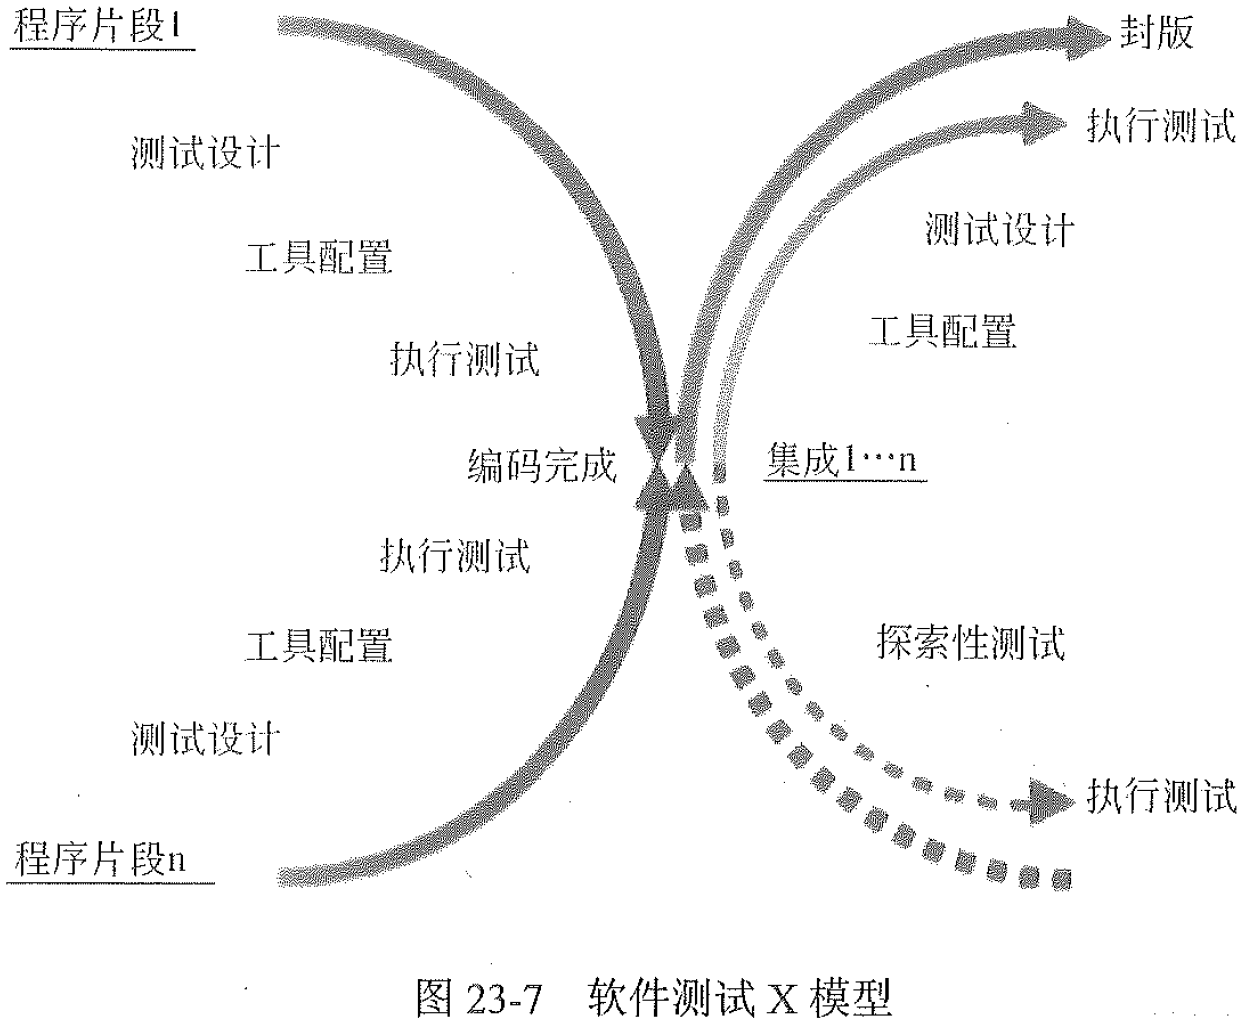 程序片段1
封版
执行测试
测试设计
测试设计
工具配置
工具配置
执行测试
编码完成
集成1…n
执行测试
工具配置
探索性测试
测试设计
执行测试
程序片段n
图 23-7 软件测试 X 模型